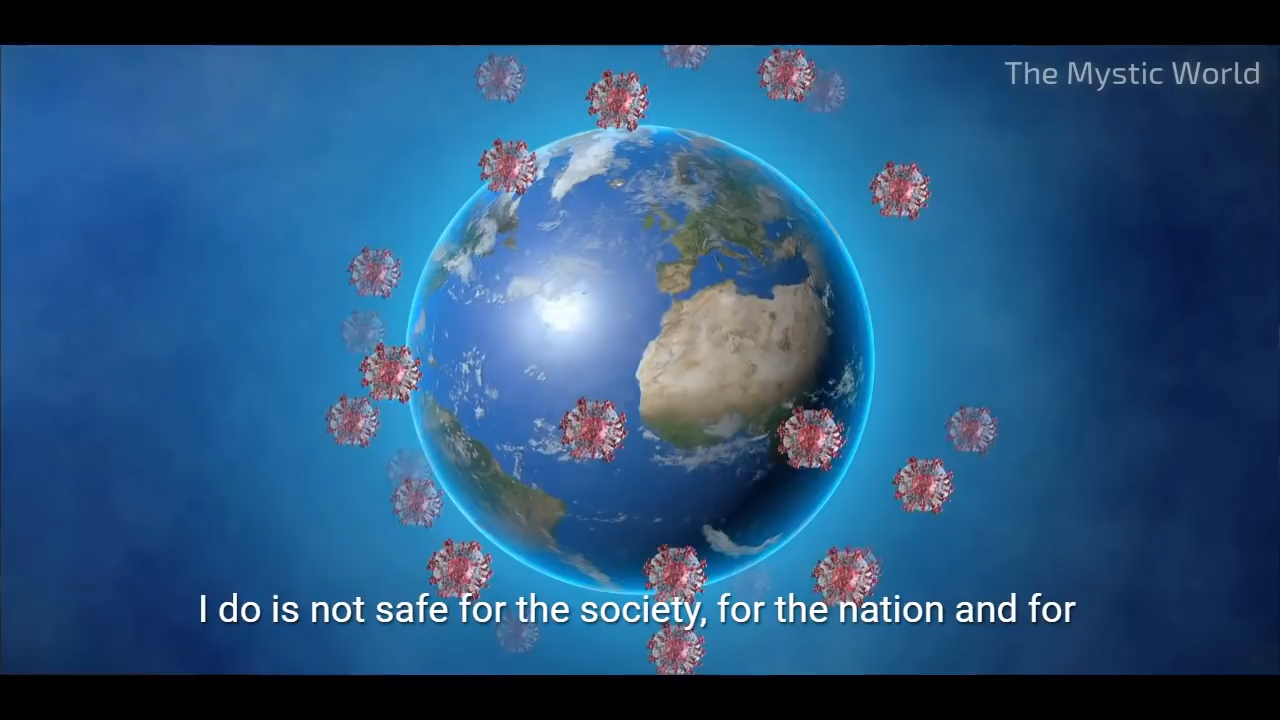 The Mystic World
I do is not safe for the society, for the nation and for